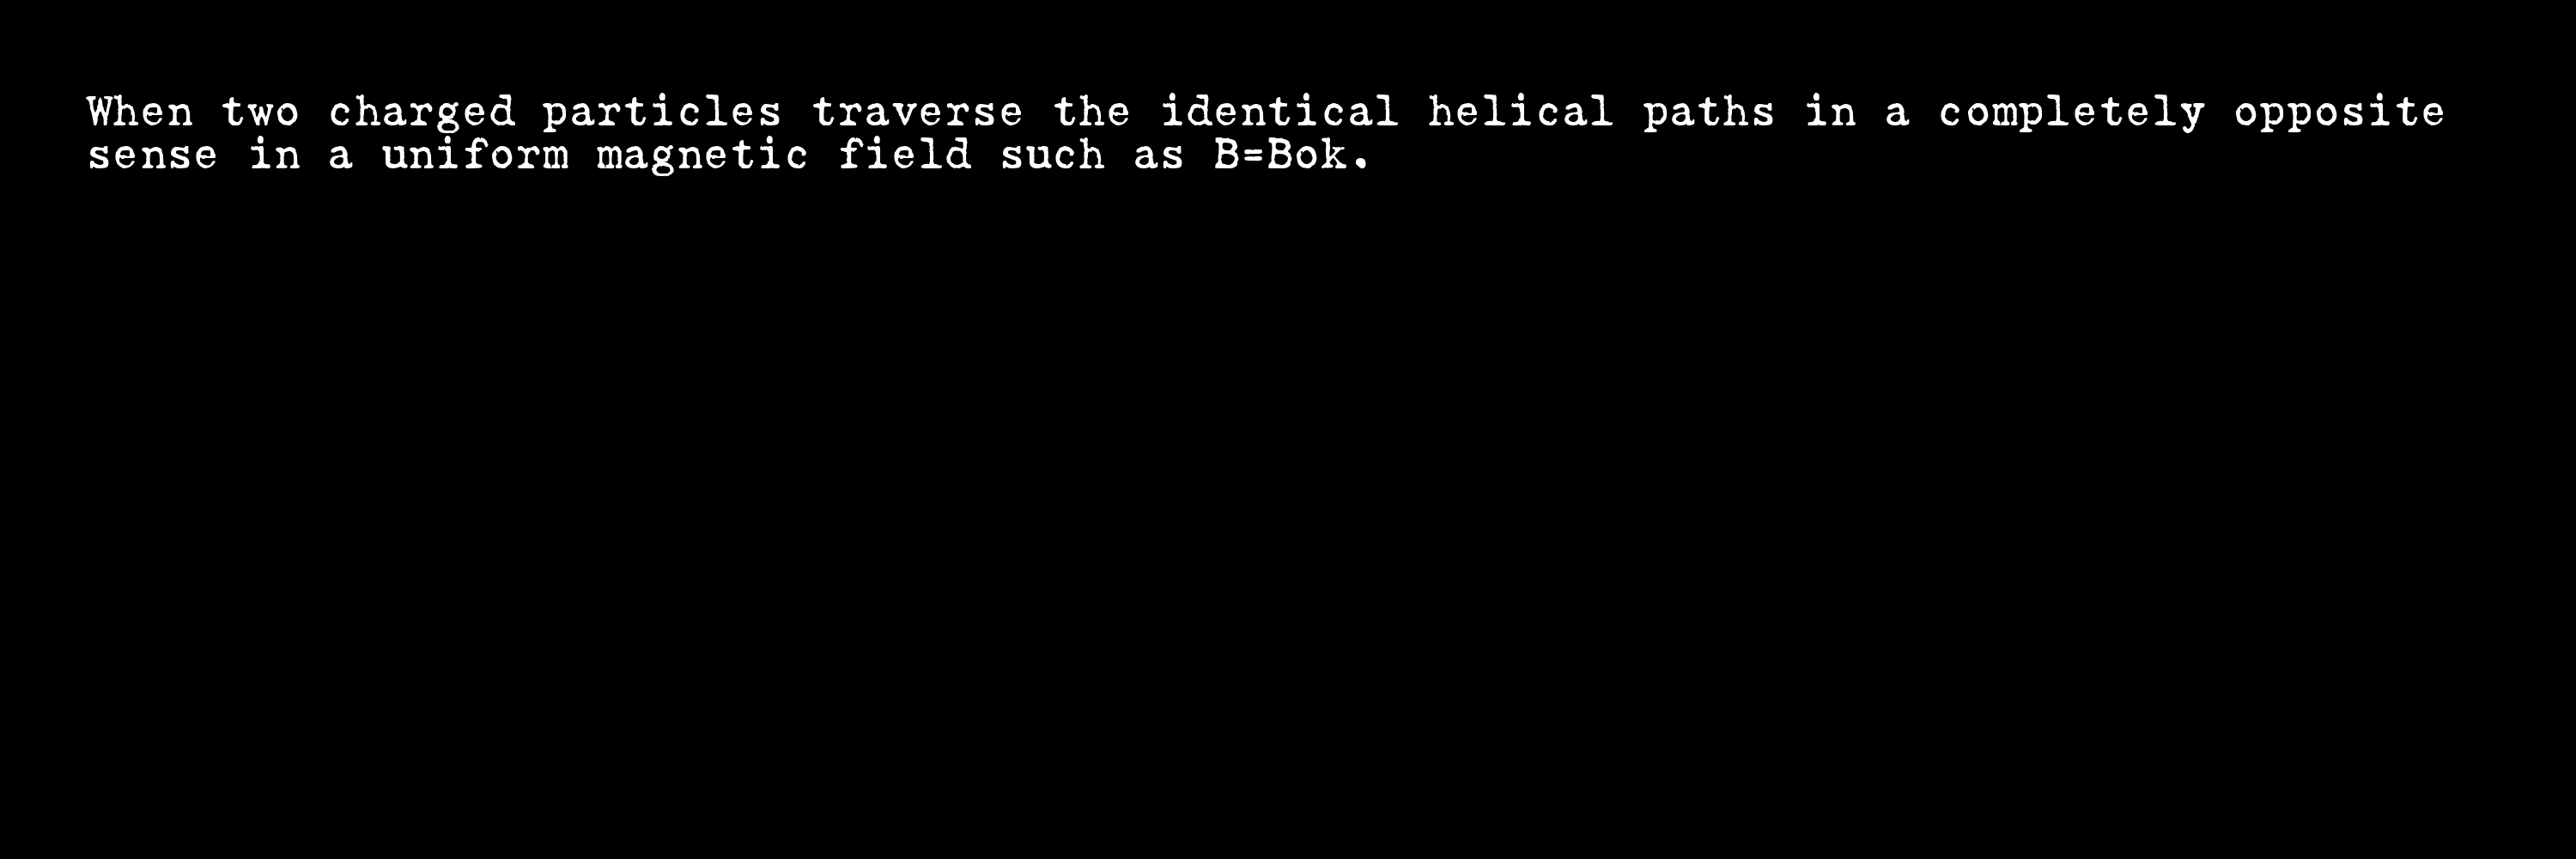 When two charged particles traverse the identical helical paths in a completely opposite
sense in a uniform magnetic field such as B=Bok.